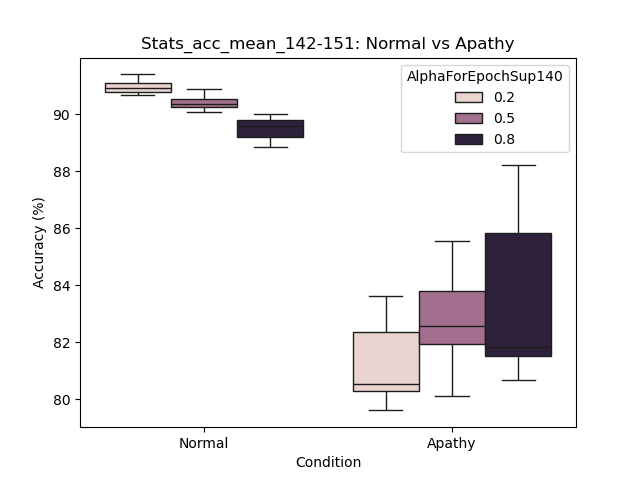 Stats_acc_mean_142-151: Normal vs Apathy
AlphaForEpochSup140
0.2
0.5
0.8
Accuracy (%)
90
88
86
84
82
80
Normal
Apathy
Condition